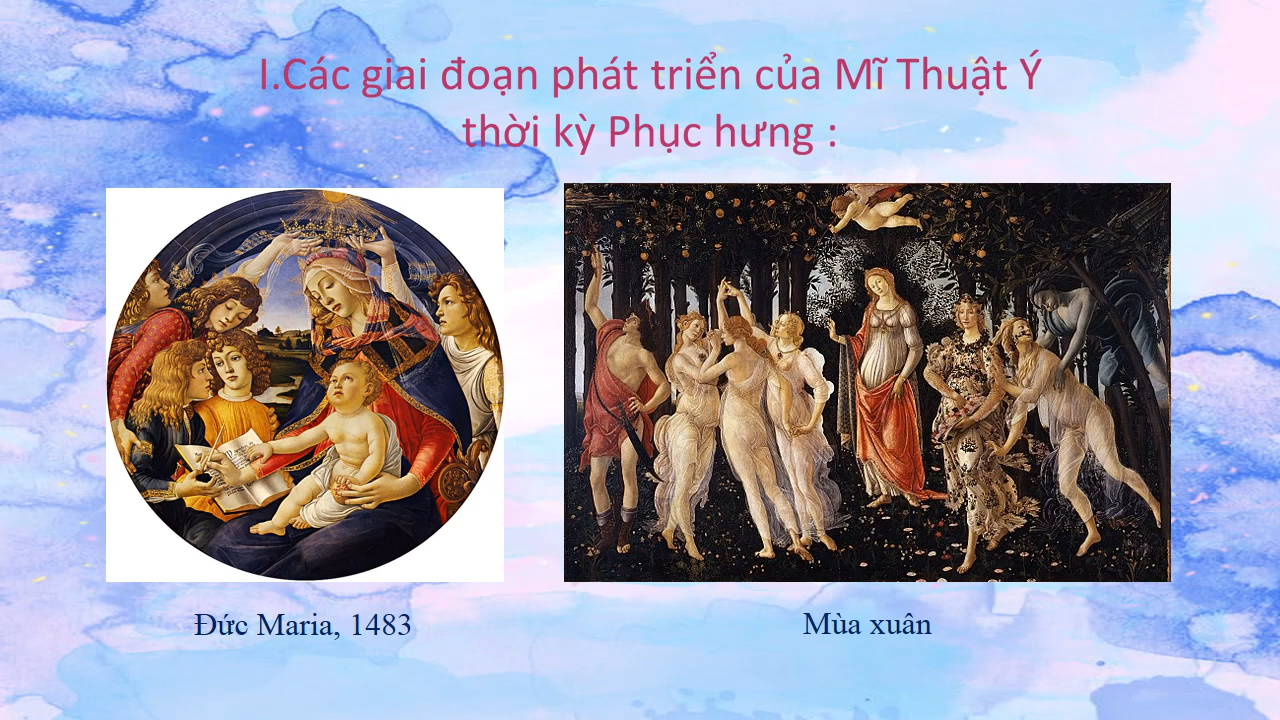 I.Các giai đoạn phát triển của Mĩ Thuật Ý
thời kỳ Phục hưng :
Đức Maria, 1483
Mùa xuân